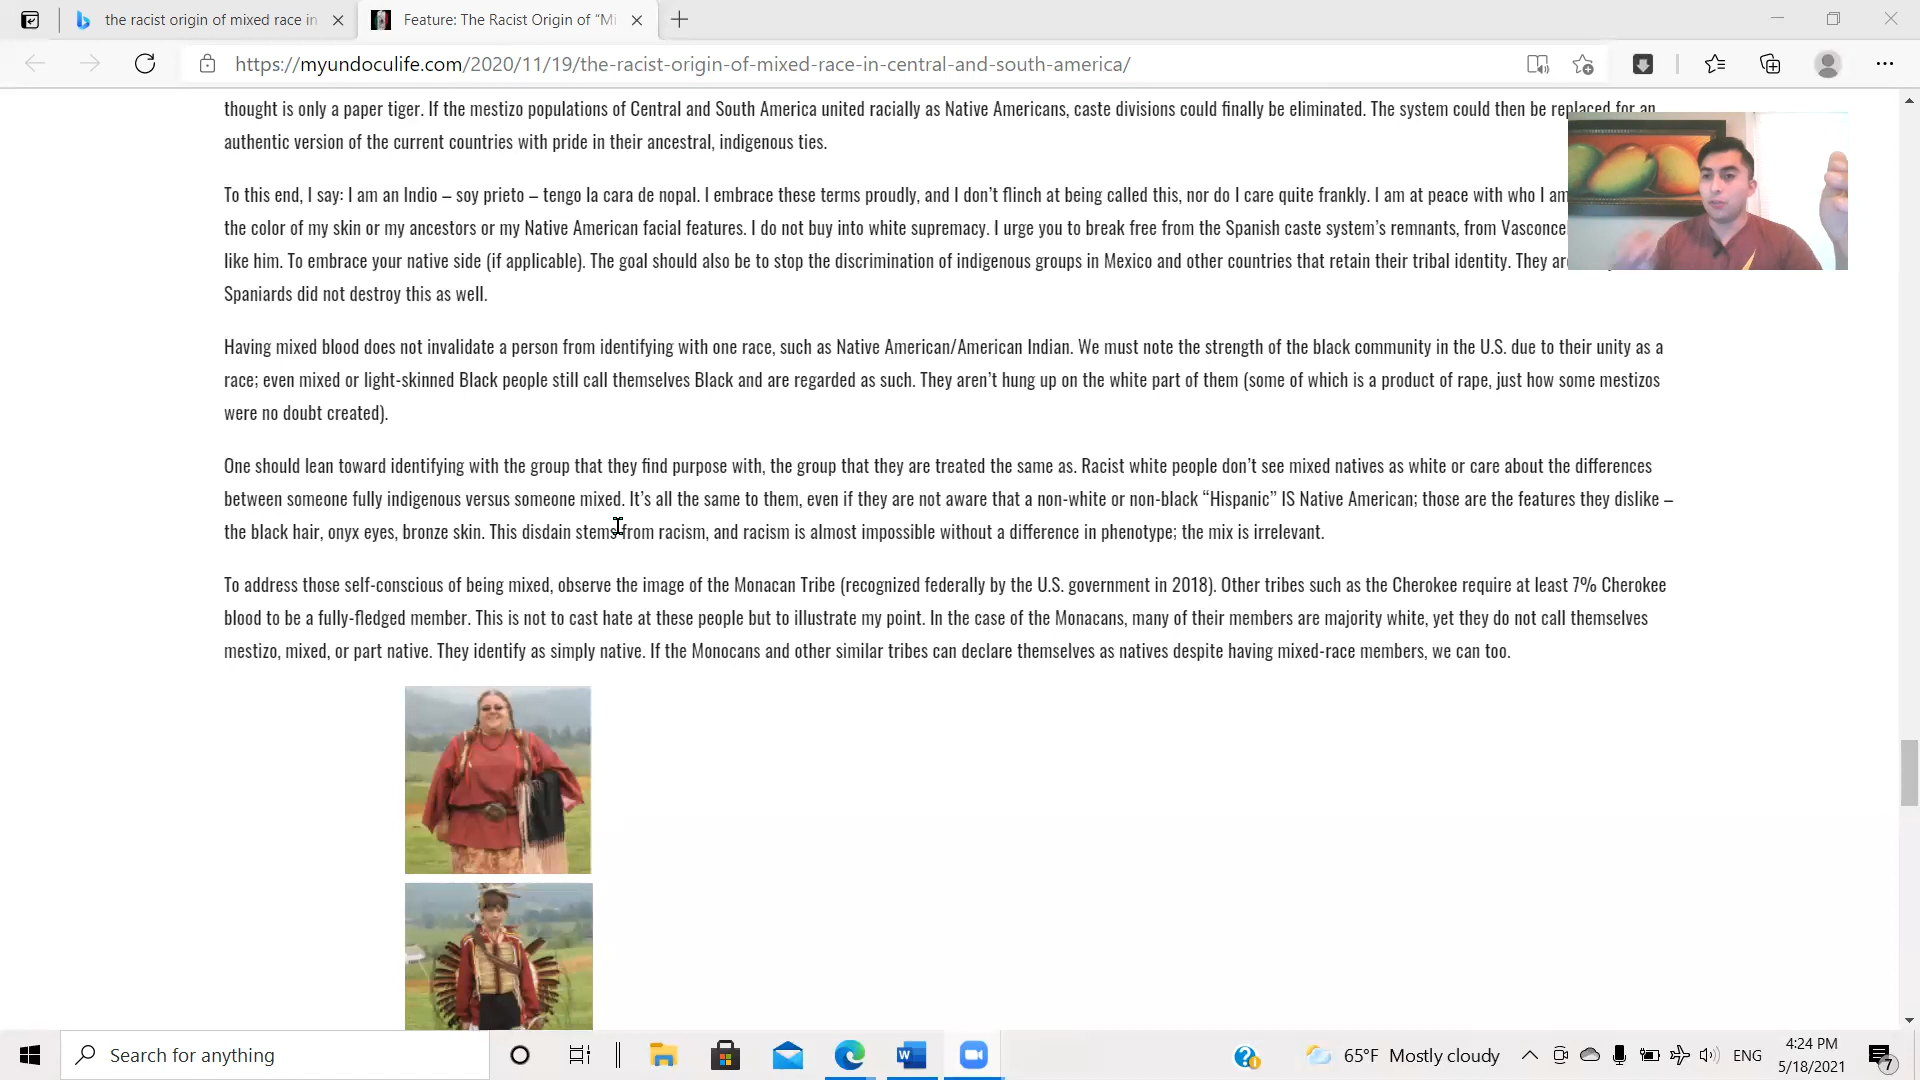 the racist origin of mixed race in
Feature: The Racist Origin of “Mi
https://myundoculife.com/2020/11/19/the-racist-origin-of-mixed-race-in-central-and-south-america/
thought is only a paper tiger. If the mestizo populations of Central and South America united racially as Native Americans, caste divisions could finally be eliminated. The system could then be replaced for an
authentic version of the current countries with pride in their ancestral, indigenous ties.
To this end, I say: I am an Indio – soy prieto – tengo la cara de nopal. I embrace these terms proudly, and I don’t flinch at being called this, nor do I care quite frankly. I am at peace with who I am
the color of my skin or my ancestors or my Native American facial features. I do not buy into white supremacy. I urge you to break free from the Spanish caste system’s remnants, from Vasconcel
like him. To embrace your native side (if applicable). The goal should also be to stop the discrimination of indigenous groups in Mexico and other countries that retain their tribal identity. They are
Spaniards did not destroy this as well.
Having mixed blood does not invalidate a person from identifying with one race, such as Native American/American Indian. We must note the strength of the black community in the U.S. due to their unity as a
race; even mixed or light-skinned Black people still call themselves Black and are regarded as such. They aren’t hung up on the white part of them (some of which is a product of rape, just how some mestizos
were no doubt created).
One should lean toward identifying with the group that they find purpose with, the group that they are treated the same as. Racist white people don’t see mixed natives as white or care about the differences
between someone fully indigenous versus someone mixed. It’s all the same to them, even if they are not aware that a non-white or non-black “Hispanic” IS Native American; those are the features they dislike –
the black hair, onyx eyes, bronze skin. This disdain stems from racism, and racism is almost impossible without a difference in phenotype; the mix is irrelevant.
To address those self-conscious of being mixed, observe the image of the Monacan Tribe (recognized federally by the U.S. government in 2018). Other tribes such as the Cherokee require at least 7% Cherokee
blood to be a fully-fledged member. This is not to cast hate at these people but to illustrate my point. In the case of the Monacans, many of their members are majority white, yet they do not call themselves
mestizo, mixed, or part native. They identify as simply native. If the Monocans and other similar tribes can declare themselves as natives despite having mixed-race members, we can too.
Search for anything
65°F Mostly cloudy
ENG
4:24 PM
5/18/2021
7